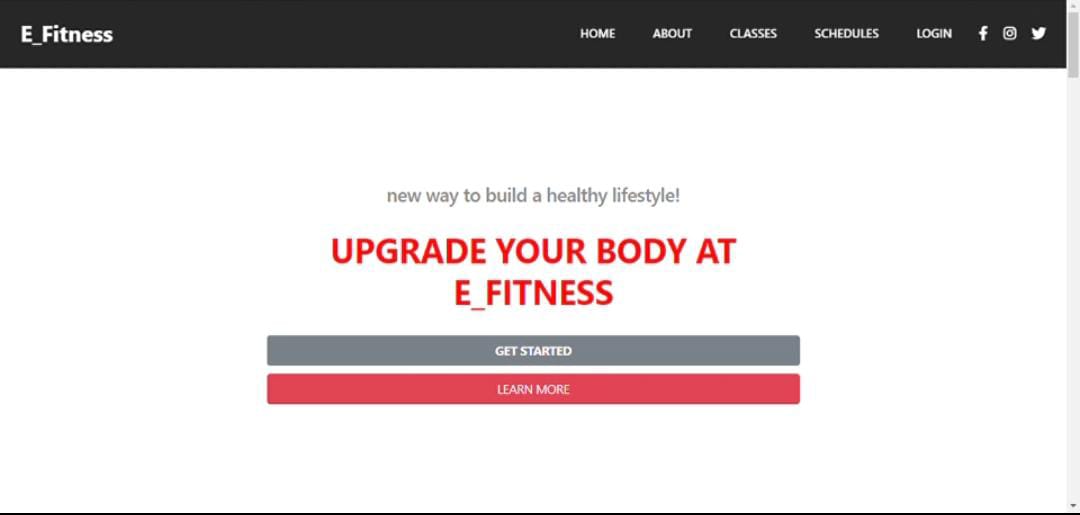 E_Fitness
HOME ABOUT CLASSES SCHEDULES LOGIN
new way to build a healthy lifestyle!
UPGRADE YOUR BODY AT
E_FITNESS
GET STARTED
LEARN MORE